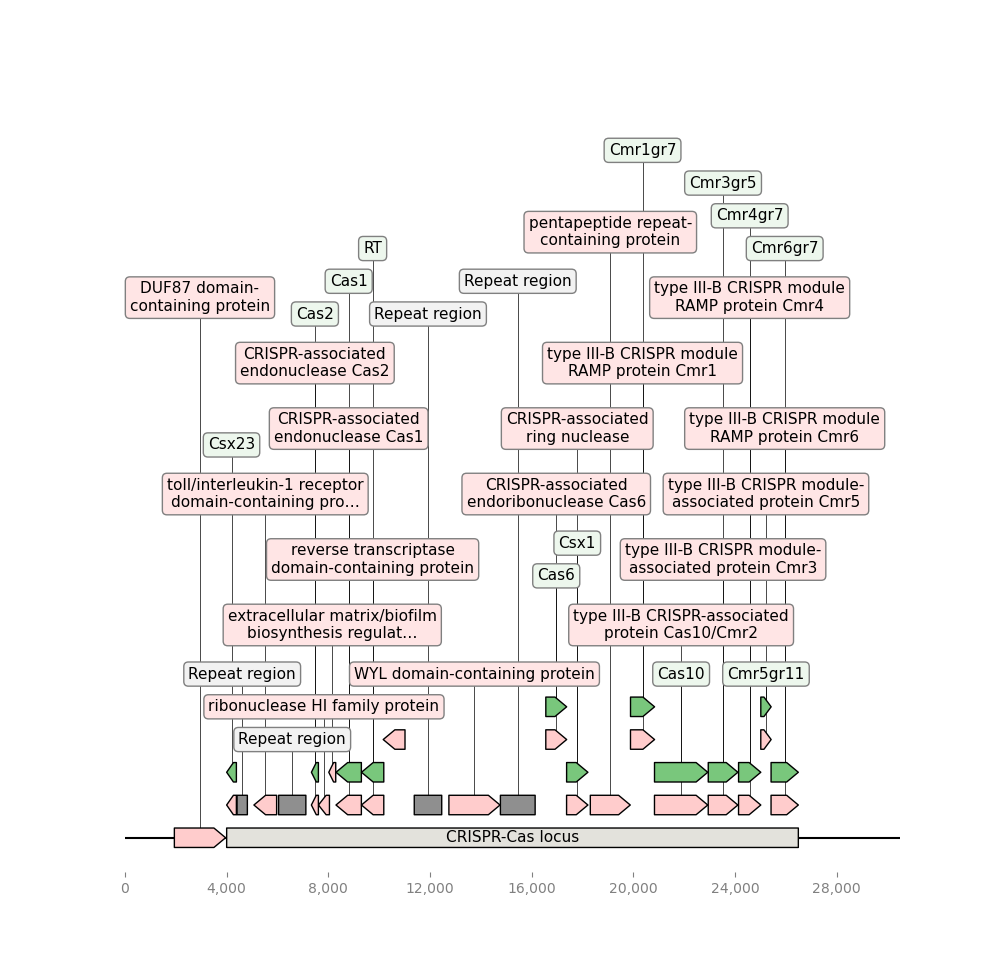 Cmr1gr7
Cmr3gr5
Cmr4gr7
pentapeptide repeat-
containing protein
RT
Cmr6gr7
DUF87 domain-
containing protein
Cas1
Repeat region
type III-B CRISPR module
RAMP protein Cmr4
Cas2
Repeat region
CRISPR-associated
endonuclease Cas2
type III-B CRISPR module
RAMP protein Cmr1
CRISPR-associated
endonuclease Cas1
CRISPR-associated
ring nuclease
type III-B CRISPR module
RAMP protein Cmr6
Csx23
toll/interleukin-1 receptor
domain-containing pro...
CRISPR-associated
endoribonuclease Cas6
type III-B CRISPR module-
associated protein Cmr5
Csx1
reverse transcriptase
domain-containing protein
type III-B CRISPR module-
associated protein Cmr3
Cas6
extracellular matrix/biofilm
biosynthesis regulat...
type III-B CRISPR-associated
protein Cas10/Cmr2
Repeat region
WYL domain-containing protein
Cas10
Cmr5gr11
ribonuclease HI family protein
Repeat region
CRISPR-Cas locus
0
4,000
8,000
12,000
16,000
20,000
24,000
28,000